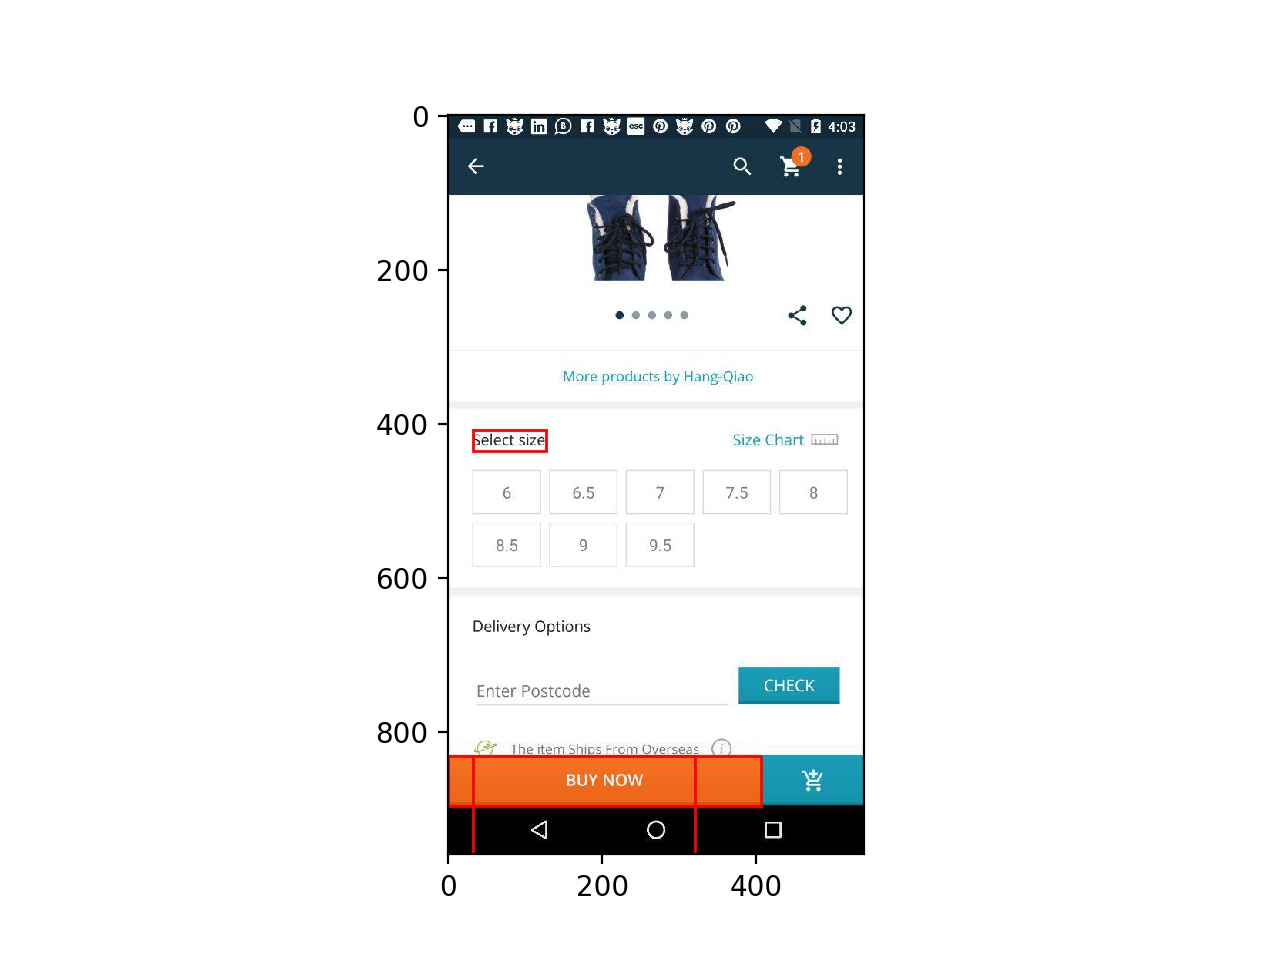 0
esc
4:03
1
200
More products by Hang-Qiao
400
Select size
Size Chart
6 6.5 7 7.5 8
8.5 9 9.5
600
Delivery Options
Enter Postcode
CHECK
800
The item Ships From Overseas
BUY NOW
0 200 400